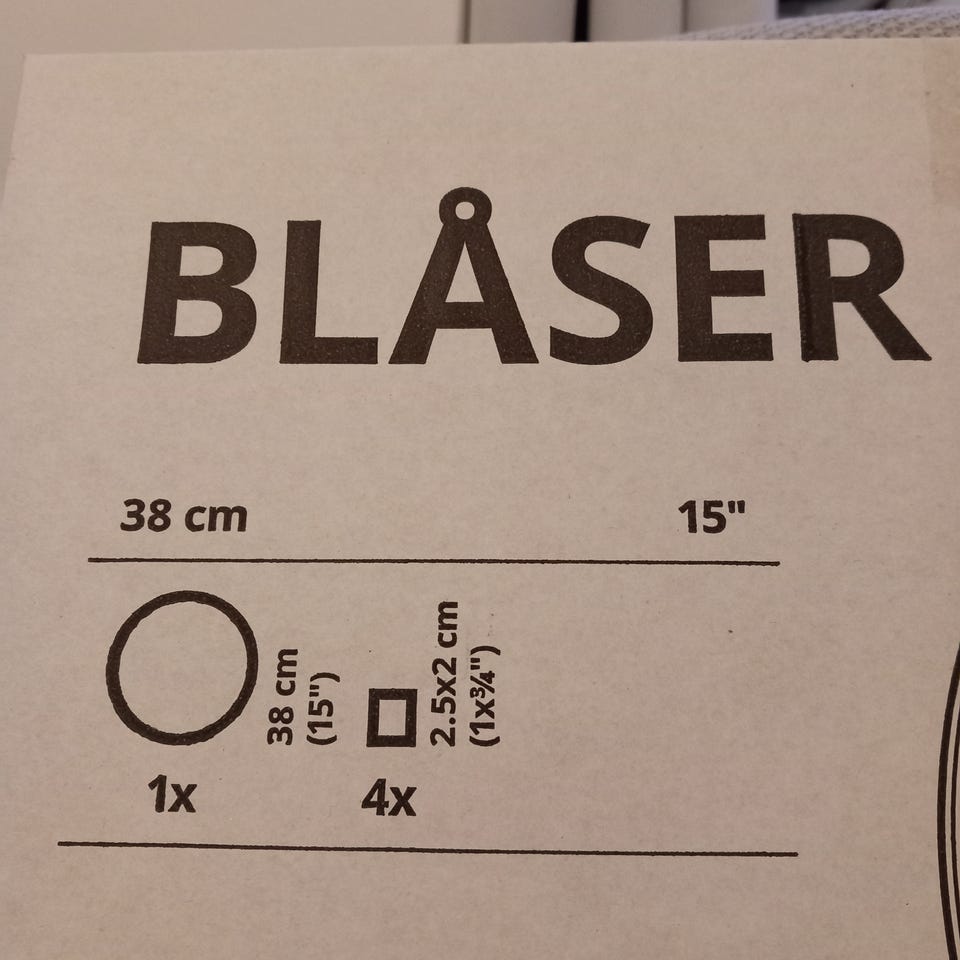 BLÅSER
38 cm 15"
38 cm
(15")
2.5x2 cm
(1x¾")
1x 4x